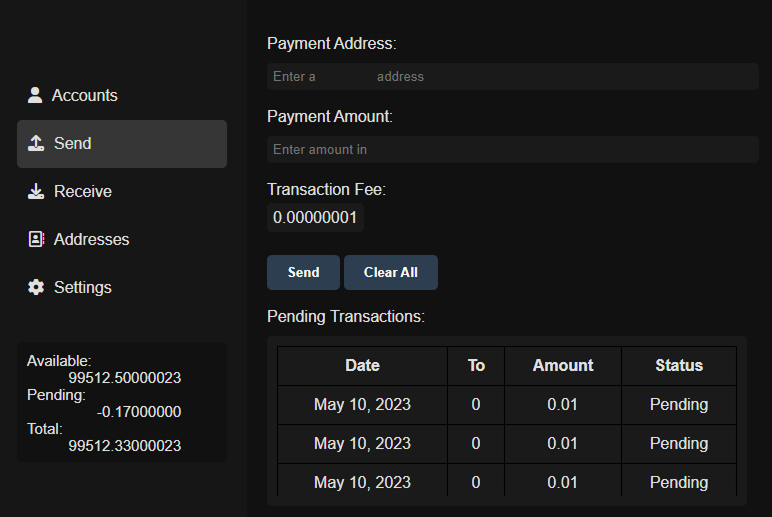 Accounts
Send
Receive
Addresses
Settings
Available:
99512.50000023
Pending:
-0.17000000
Total:
99512.33000023
Payment Address:
Enter a address
Payment Amount:
Enter amount in
Transaction Fee:
0.00000001
Send Clear All
Pending Transactions:
Date To Amount Status
May 10, 2023 0 0.01 Pending
May 10, 2023 0 0.01 Pending
May 10, 2023 0 0.01 Pending